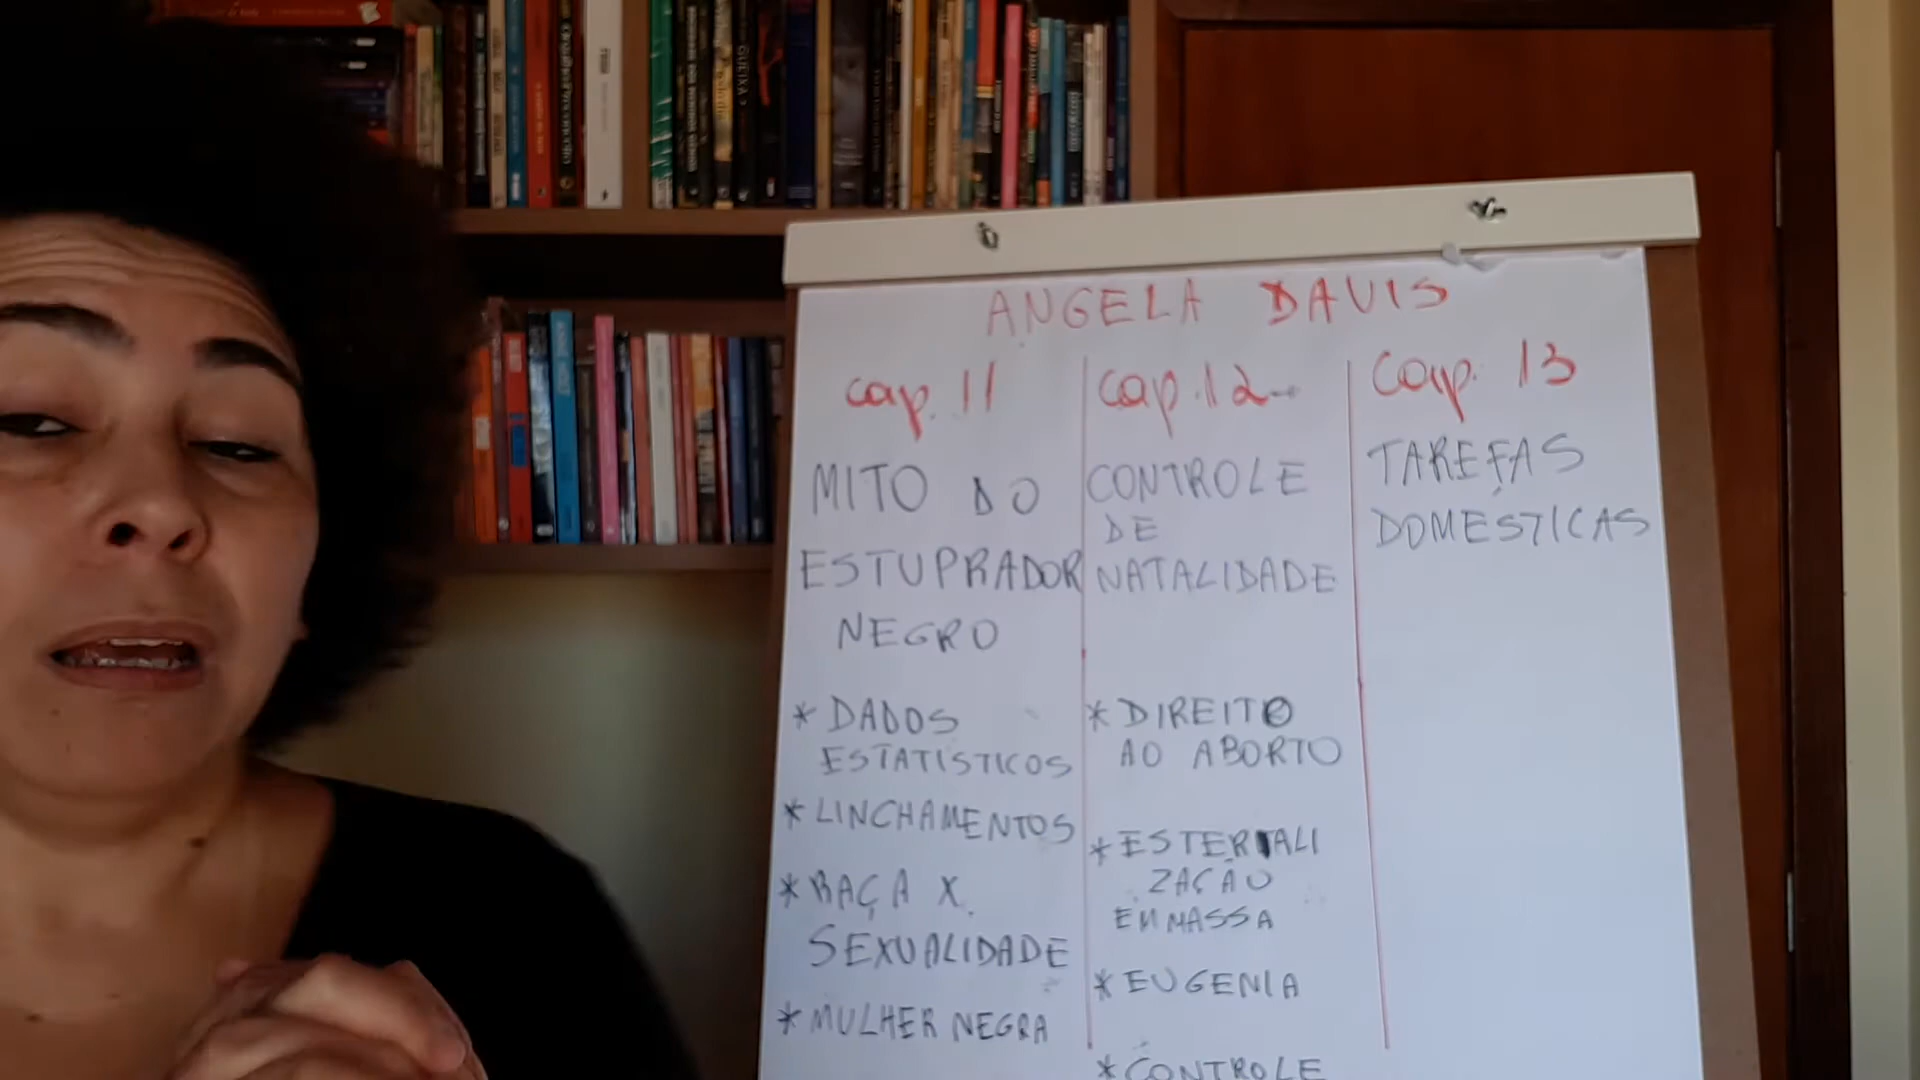 ANGELA DAVIS
cap. 11
MITO DO
ESTUPRADOR
NEGRO
* DADOS
ESTATISTICOS
* LINCHAMENTOS
* RAÇA X
SEXUALIDADE
* MULHER NEGRA
cap. 12
CONTROLE
DE
NATALIDADE
* DIREITO
AO ABORTO
* ESTERIALI
ZAÇÃO
EM MASSA
* EUGENIA
* CONTROLE
cap. 13
TAREFAS
DOMESTICAS